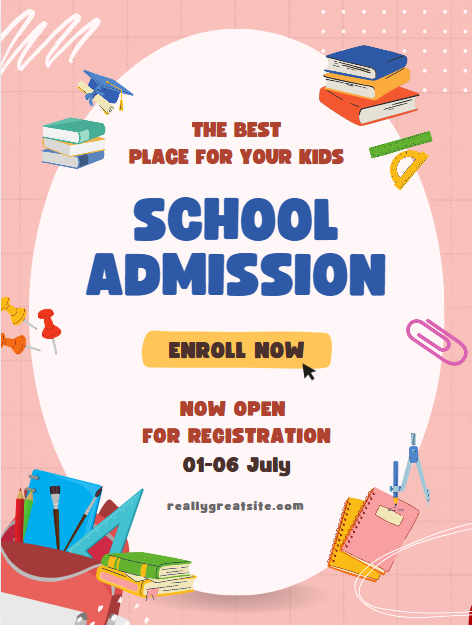 THE BEST
PLACE FOR YOUR KIDS
SCHOOL
ADMISSION
ENROLL NOW
NOW OPEN
FOR REGISTRATION
01-06 July
reallygreatsite.com